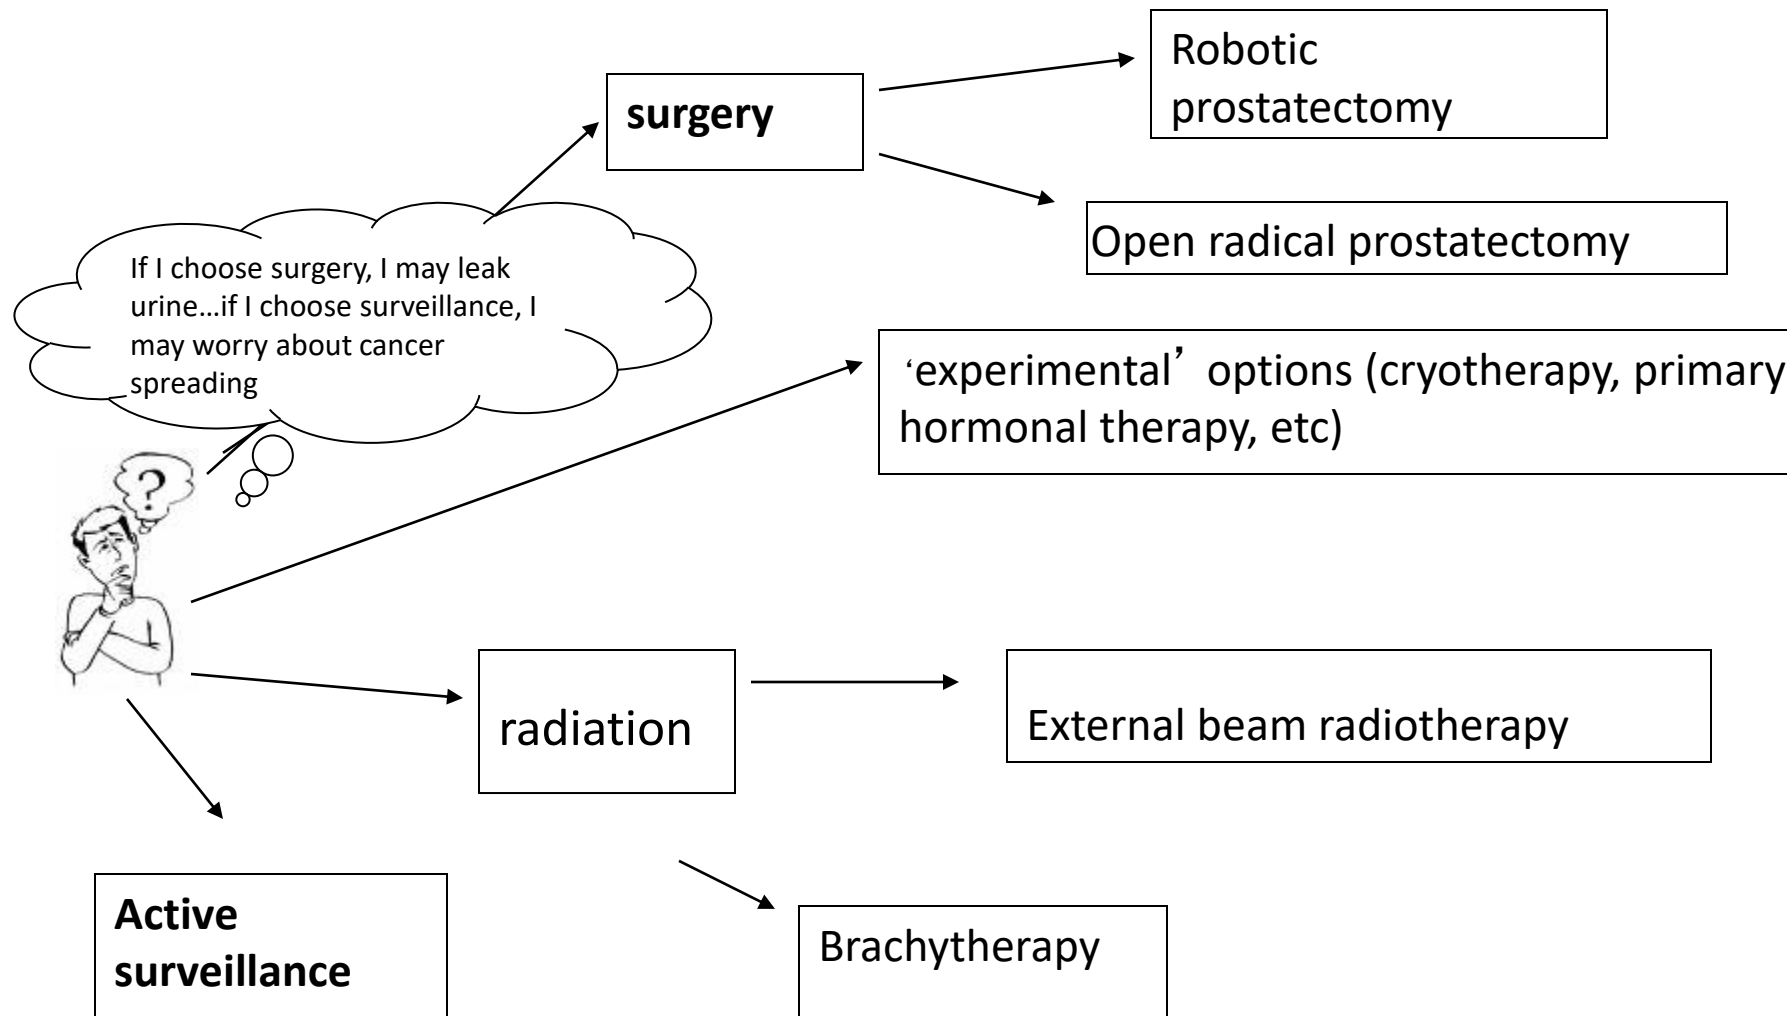 Robotic
prostatectomy
surgery
Open radical prostatectomy
If I choose surgery, I may leak
urine...if I choose surveillance, I
may worry about cancer
spreading
‘experimental’ options (cryotherapy, primary
hormonal therapy, etc)
?
radiation
External beam radiotherapy
Active
surveillance
Brachytherapy